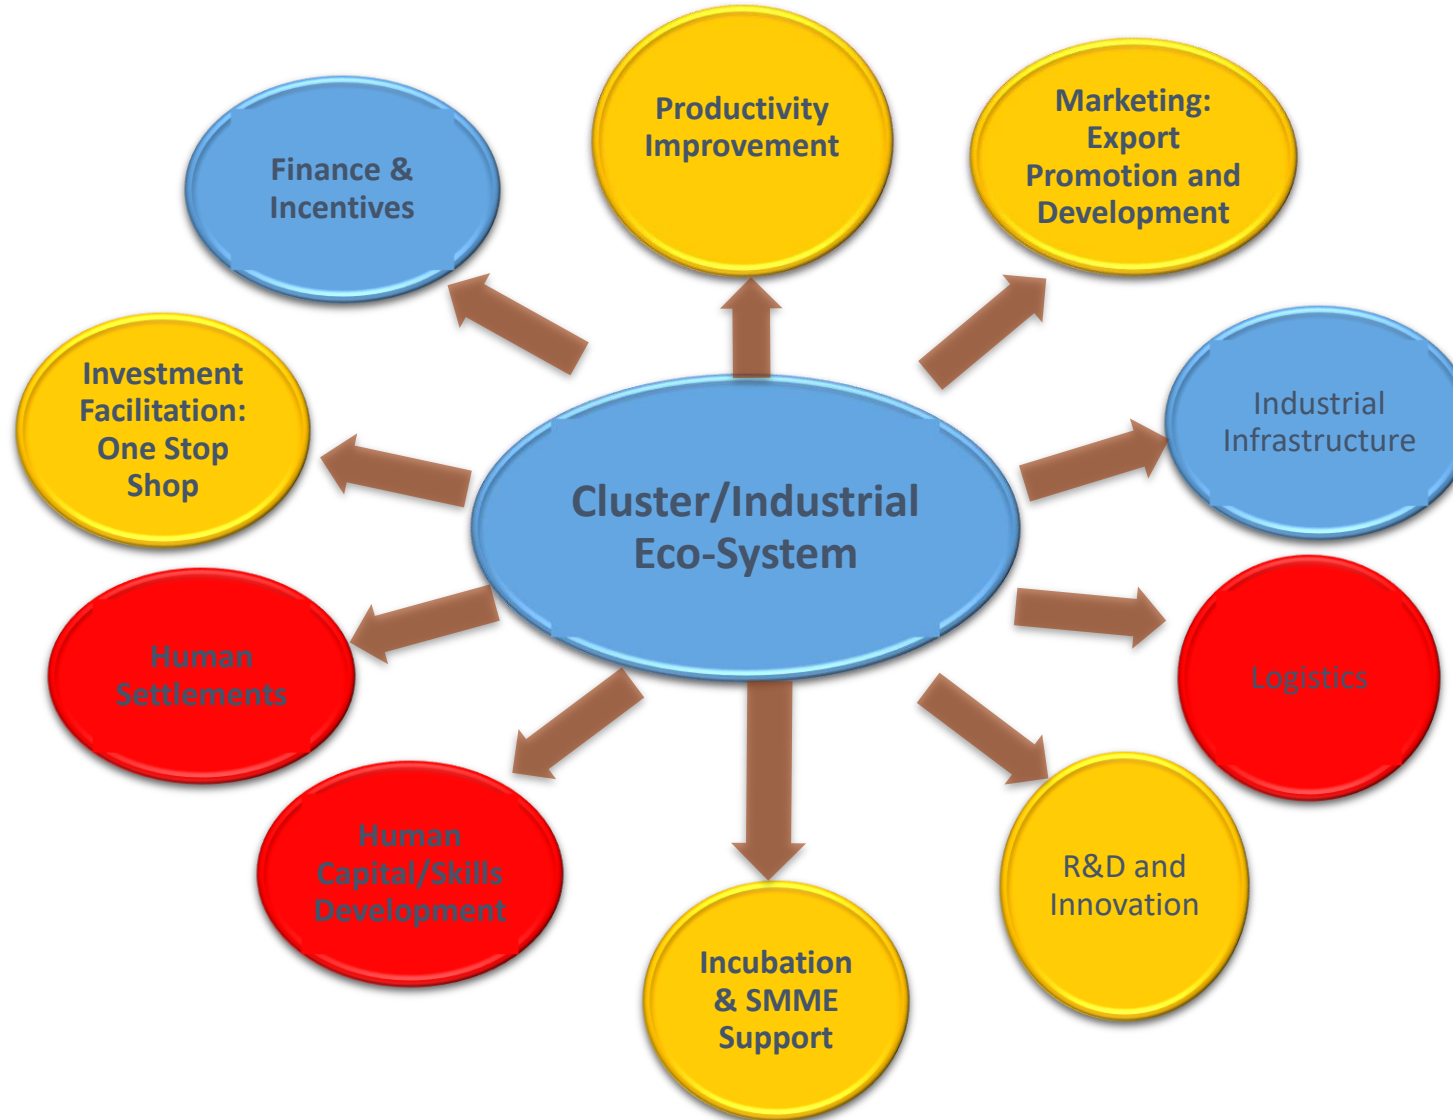 Productivity
Improvement
Marketing:
Export
Promotion and
Development
Finance &
Incentives
Investment
Facilitation:
One Stop
Shop
Industrial
Infrastructure
Cluster/Industrial
Eco-System
Human
Settlements
Logistics
Human
Capital/Skills
Development
R&D and
Innovation
Incubation
& SMME
Support